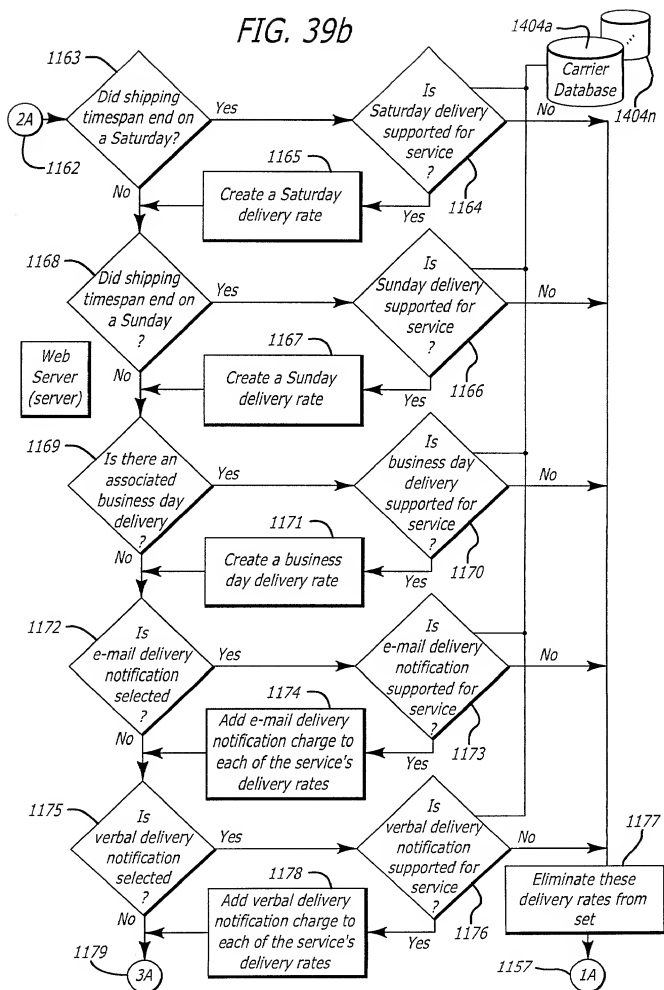 FIG. 39b
1404a
...
Carrier
Database
1404n
1163
Did shipping
timespan end on
a Saturday?
2A
1162
Yes
No
Is
Saturday delivery
supported for
service
?
No
1164
Yes
1165
Create a Saturday
delivery rate
1168
Did shipping
timespan end on
a Sunday
?
Yes
No
Is
Sunday delivery
supported for
service
?
No
1166
Yes
1167
Create a Sunday
delivery rate
Web
Server
(server)
1169
Is there an
associated
business day
delivery
?
Yes
No
Is
business day
delivery
supported for
service
?
No
1170
Yes
1171
Create a business
day delivery rate
1172
Is
e-mail delivery
notification
selected
?
Yes
No
Is
e-mail delivery
notification
supported for
service
?
No
1173
Yes
1174
Add e-mail delivery
notification charge to
each of the service's
delivery rates
1175
Is
verbal delivery
notification
selected
?
Yes
No
Is
verbal delivery
notification
supported for
service
?
No
1176
Yes
1178
Add verbal delivery
notification charge to
each of the service's
delivery rates
1177
Eliminate these
delivery rates from
set
1179
3A
1157
1A